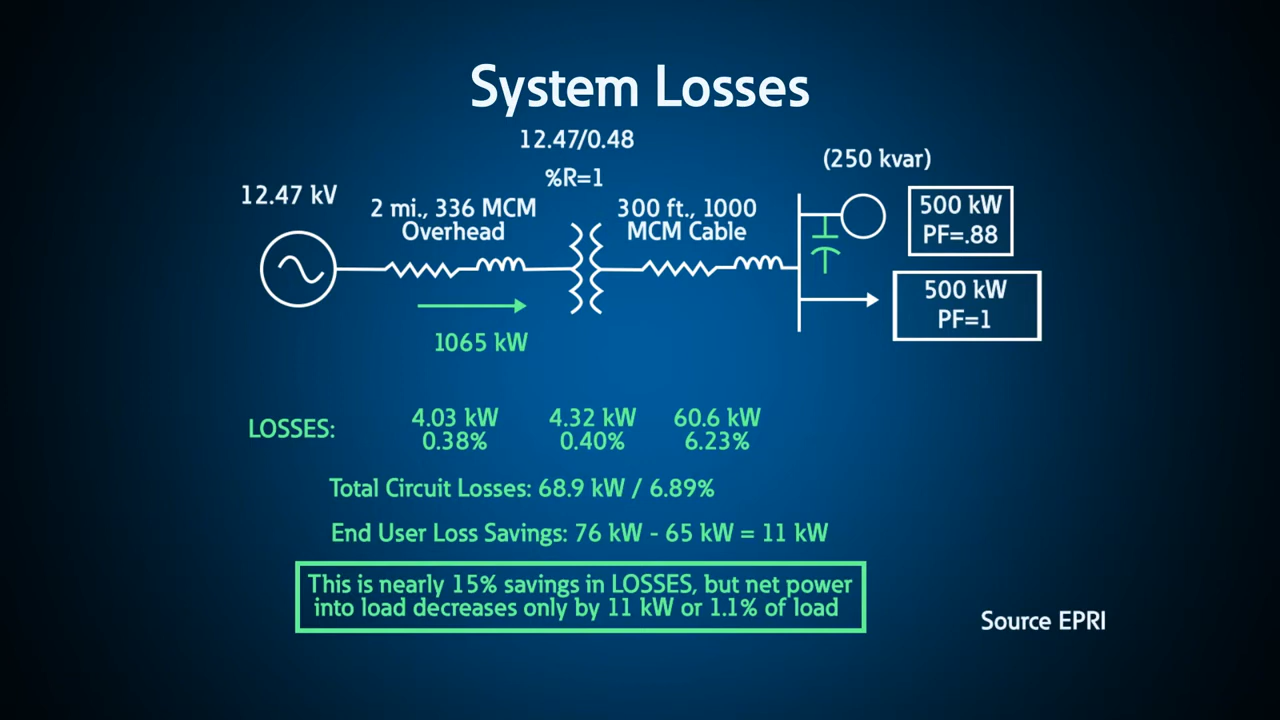 System Losses
12.47/0.48
%R=1
12.47 kV
2 mi., 336 MCM
Overhead
300 ft., 1000
MCM Cable
(250 kvar)
500 kW
PF=.88
500 kW
PF=1
1065 kW
LOSSES:
4.03 kW
0.38%
4.32 kW
0.40%
60.6 kW
6.23%
Total Circuit Losses: 68.9 kW / 6.89%
End User Loss Savings: 76 kW - 65 kW = 11 kW
This is nearly 15% savings in LOSSES, but net power
into load decreases only by 11 kW or 1.1% of load
Source EPRI